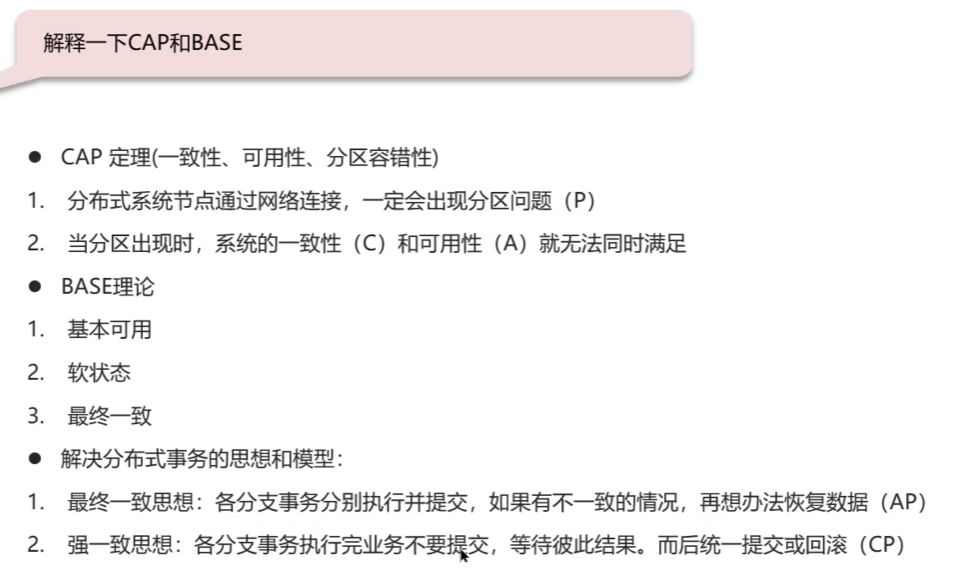 解释一下CAP和BASE
● CAP 定理(一致性、可用性、分区容错性)
1. 分布式系统节点通过网络连接，一定会出现分区问题（P）
2. 当分区出现时，系统的一致性（C）和可用性（A）就无法同时满足
● BASE理论
1. 基本可用
2. 软状态
3. 最终一致
● 解决分布式事务的思想和模型：
1. 最终一致思想：各分支事务分别执行并提交，如果有不一致的情况，再想办法恢复数据（AP）
2. 强一致思想：各分支事务执行完业务不要提交，等待彼此结果。而后统一提交或回滚（CP）